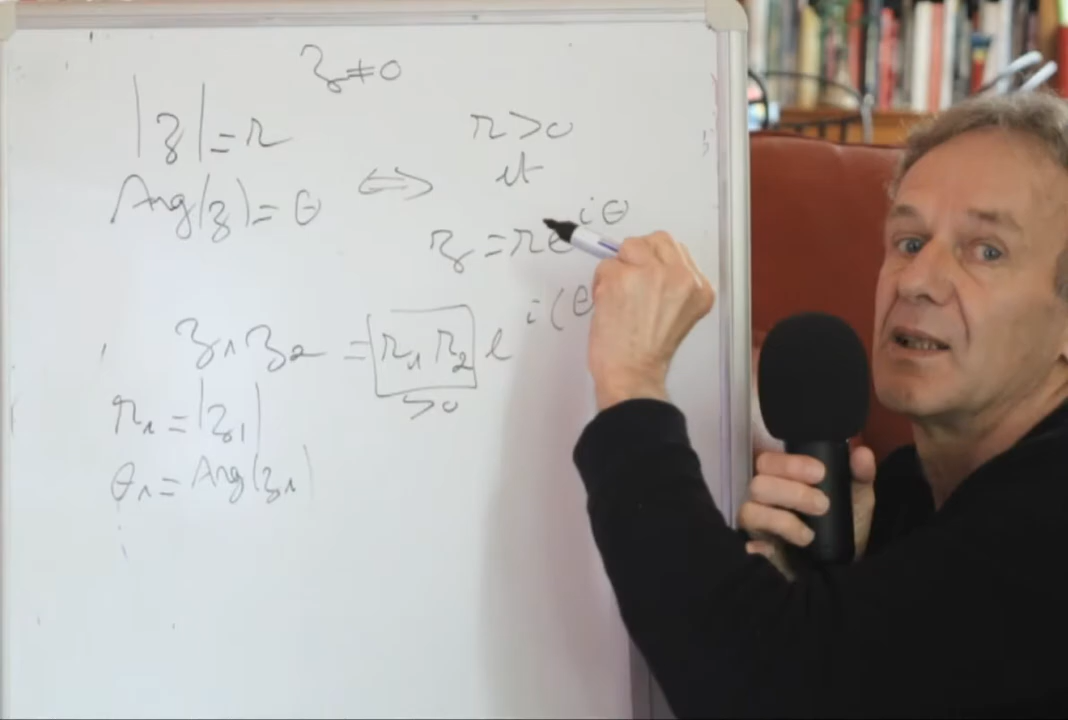 z≠0
|z|=r
r>0
Arg(z)=θ ⇔ et
z=re^{iθ}
z₁z₂ = r₁r₂ e^{i(θ
>0
r₁=|z₁|
θ₁=Arg(z₁)